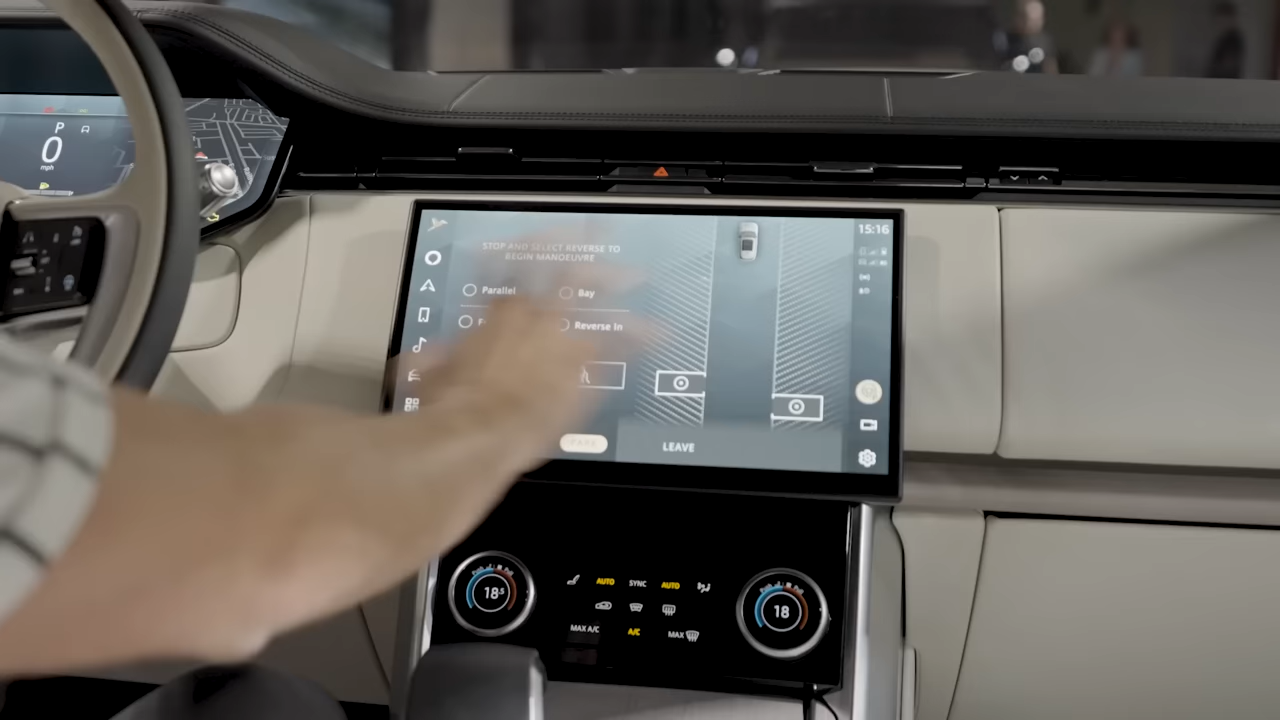 P
0
mph
15:16
STOP AND SELECT REVERSE TO
BEGIN MANOEUVRE
Parallel
Bay
Reverse In
PARK
LEAVE
AUTO SYNC AUTO
18.5
18
MAX A/C A/C MAX